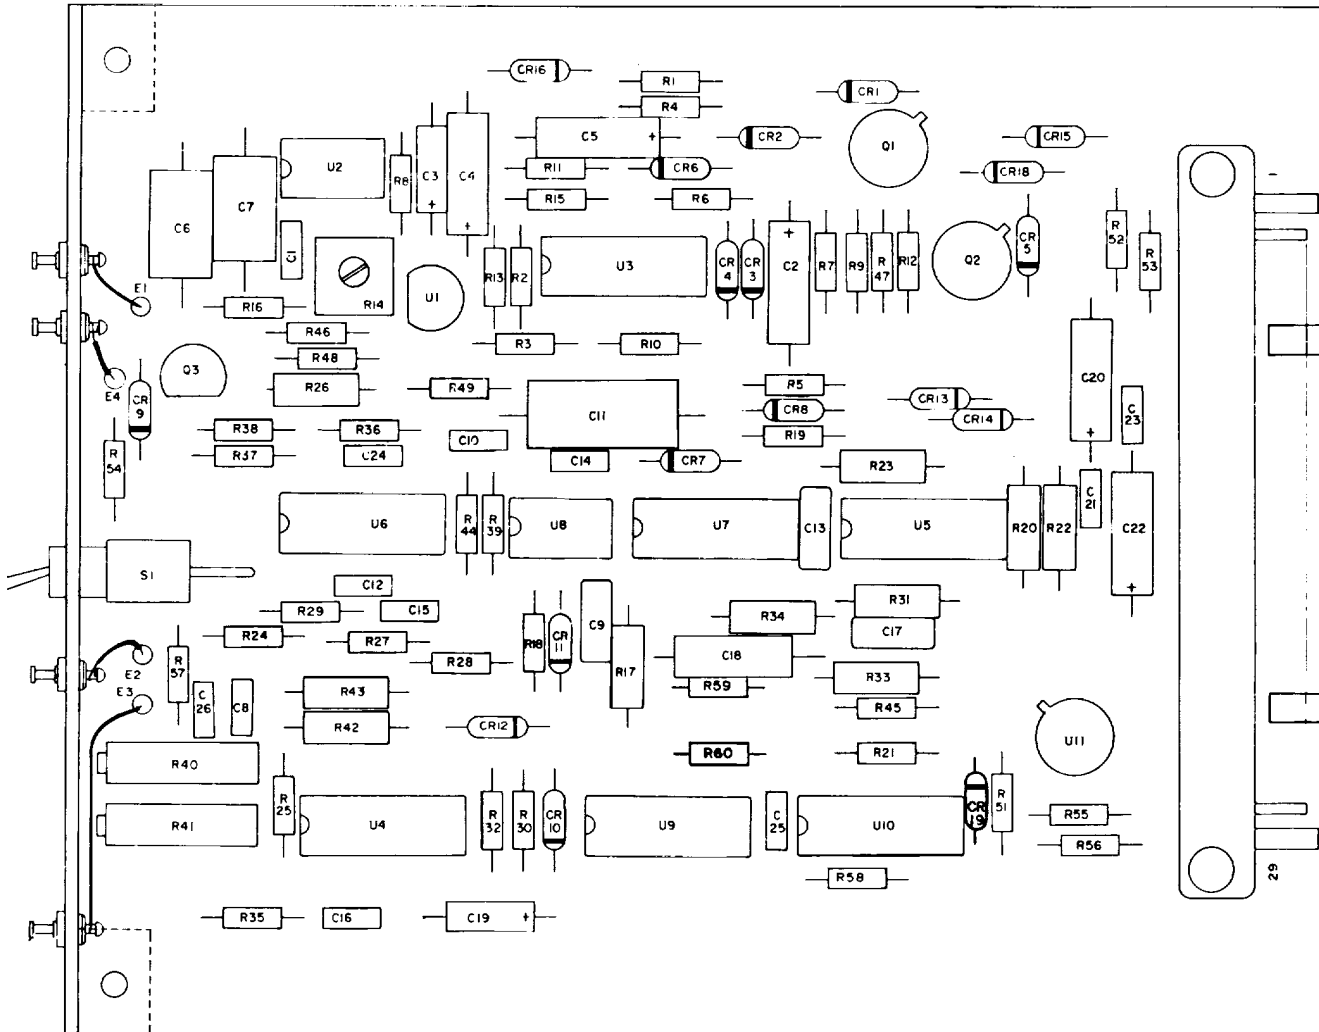 CR16
R1
R4
CR1
C5 +
CR2
Q1
CR15
U2
R8
C3
+
C4
+
R11
CR6
CR18
R15
R6
C6
C7
C1
R14
U1
R13
R2
U3
CR
4
CR
3
+
C2
R7
R9
R
47
R12
Q2
CR
5
R
52
R
53
E1
R16
R46
R3
R10
R48
Q3
R26
R49
R5
C20
+
E4
CR
9
C11
CR8
CR13
CR14
C
23
R38
R36
C10
R19
R37
C24
C14
CR7
R23
R
54
U6
R
44
R
39
U8
U7
C13
U5
R20
R22
C
21
C22
+
S1
C12
R29
C15
C9
R34
R31
R24
R27
R18
CR
11
R17
C17
E2
R
57
R28
C18
R33
E3
C
26
C8
R43
R59
R45
R42
CR12
U11
R40
R60
R21
R41
R
25
U4
R
32
R
30
CR
10
U9
C
25
U10
CR
19
R
51
R55
R56
R58
29
R35
C16
C19 +